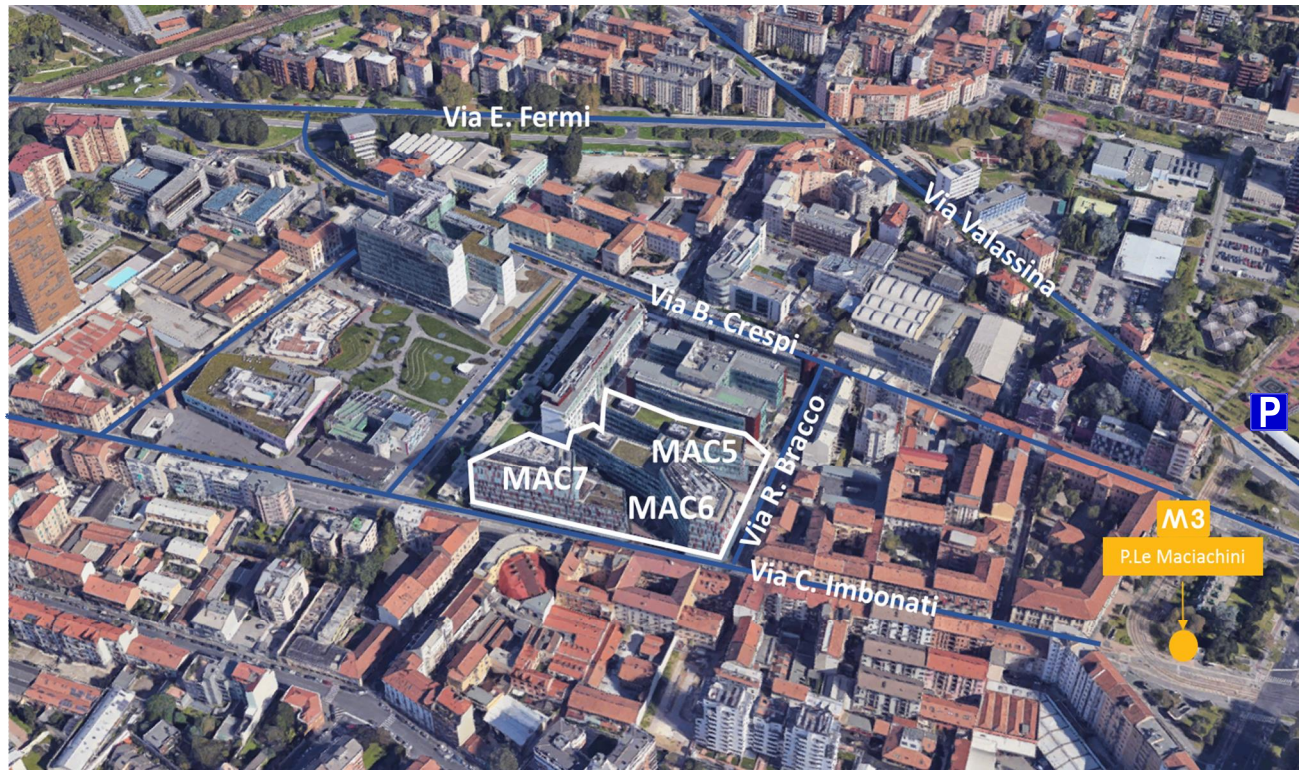 Via E. Fermi
Via Valassina
Via B. Crespi
P
MAC5
MAC7
MAC6
Via R. Bracco
M3
P.Le Maciachini
Via C. Imbonati